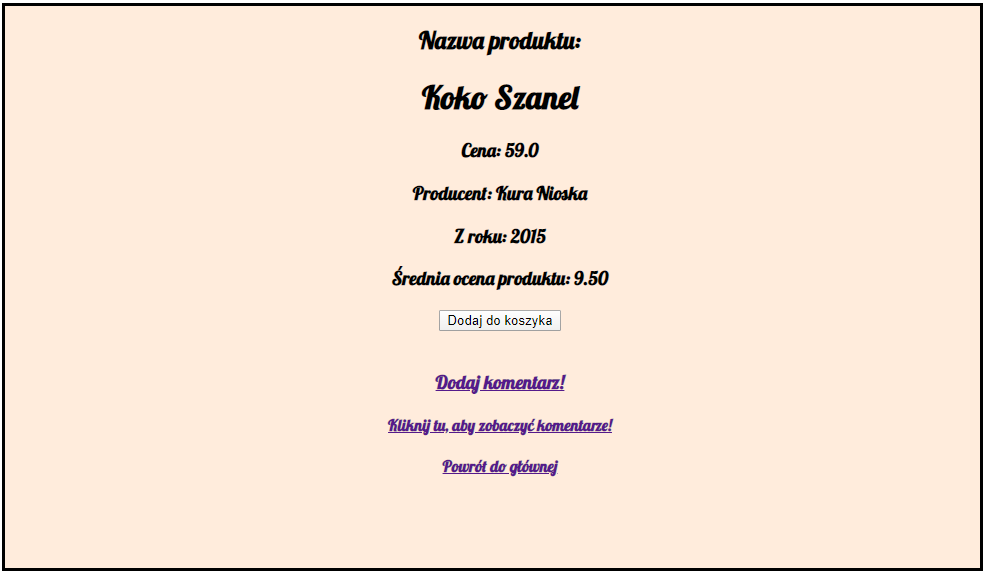 Nazwa produktu:
Koko Szanel
Cena: 59.0
Producent: Kura Nioska
Z roku: 2015
Średnia ocena produktu: 9.50
Dodaj do koszyka
Dodaj komentarz!
Kliknij tu, aby zobaczyć komentarze!
Powrót do głównej